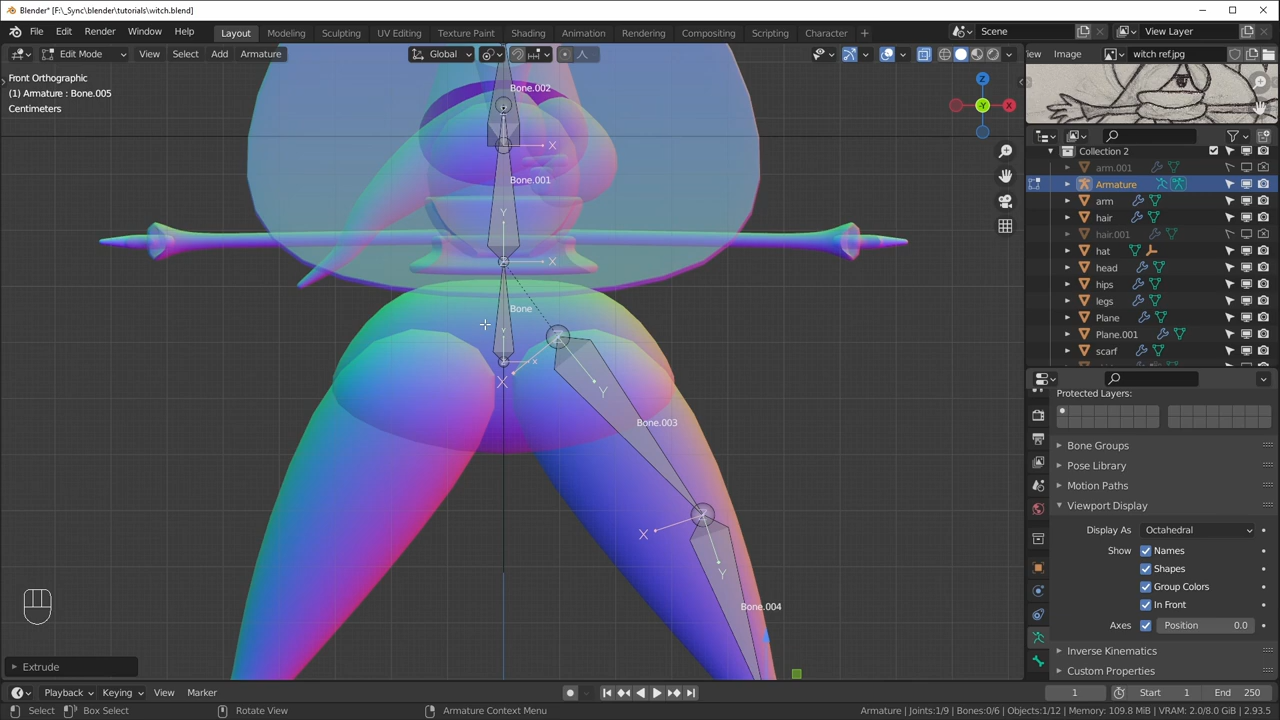 Blender* [F:\_Sync\blender\tutorials\witch.blend]
File Edit Render Window Help Layout Modeling Sculpting UV Editing Texture Paint Shading Animation Rendering Compositing Scripting Character + Scene View Layer
Edit Mode View Select Add Armature Global iew Image witch ref.jpg
Front Orthographic
(1) Armature : Bone.005
Centimeters
Bone.002
Z
-Y
X
X
Bone.001
Y
X
Bone
Y
X
Z
X
Y
Bone.003
Z
X
Y
Bone.004
Collection 2
arm.001
Armature
arm
hair
hair.001
hat
head
hips
legs
Plane
Plane.001
scarf
Protected Layers:
Bone Groups
Pose Library
Motion Paths
Viewport Display
Display As Octahedral
Show Names
Shapes
Group Colors
In Front
Axes Position 0.0
Inverse Kinematics
Custom Properties
Extrude
Playback Keying View Marker 1 Start 1 End 250
Select Box Select Rotate View Armature Context Menu Armature | Joints:1/9 | Bones:0/6 | Objects:1/12 | Memory: 109.8 MiB | VRAM: 2.0/8.0 GiB | 2.93.5